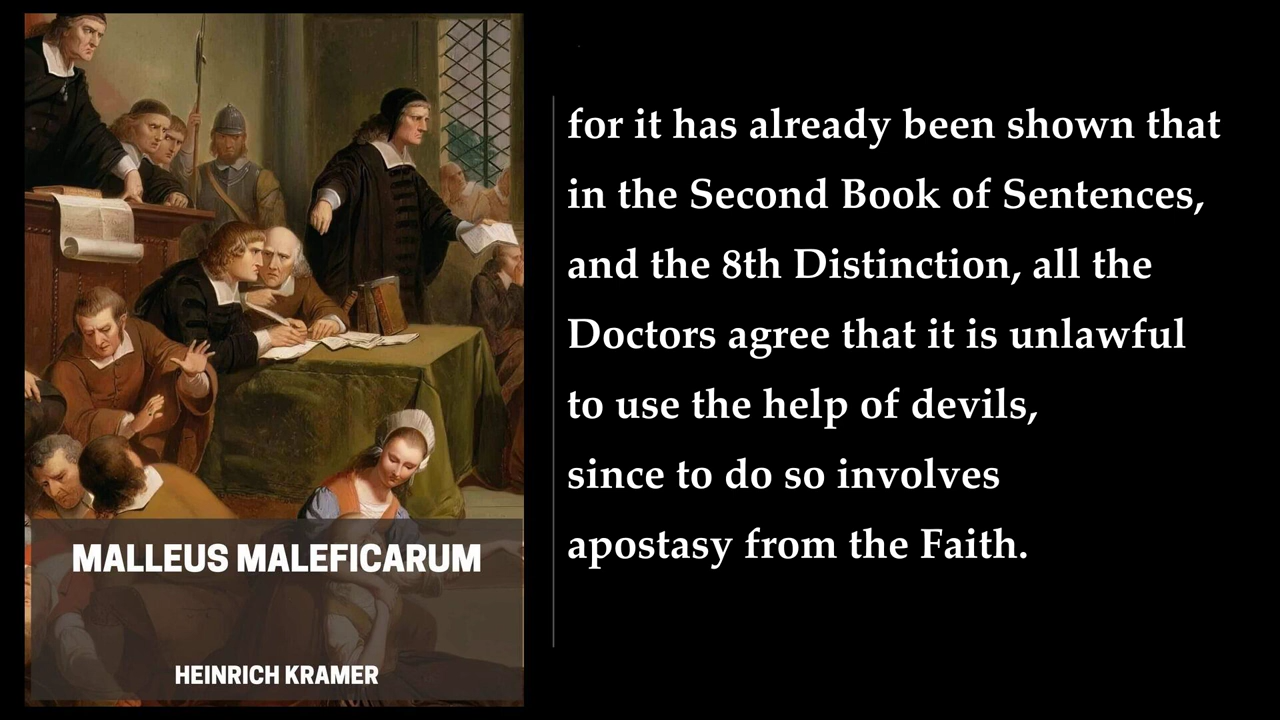 MALLEUS MALEFICARUM
HEINRICH KRAMER
for it has already been shown that
in the Second Book of Sentences,
and the 8th Distinction, all the
Doctors agree that it is unlawful
to use the help of devils,
since to do so involves
apostasy from the Faith.